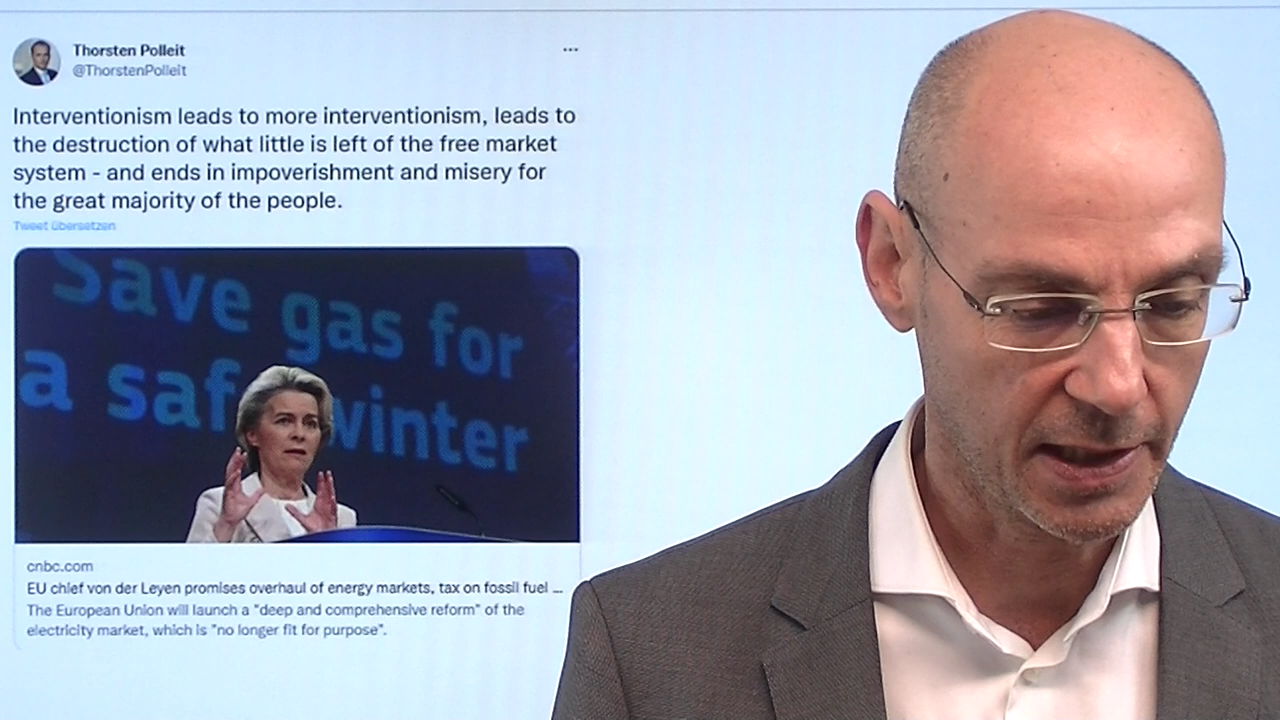 Thorsten Polleit
@ThorstenPolleit
Interventionism leads to more interventionism, leads to
the destruction of what little is left of the free market
system - and ends in impoverishment and misery for
the great majority of the people.
Tweet übersetzen
Save gas for
a safe winter
cnbc.com
EU chief von der Leyen promises overhaul of energy markets, tax on fossil fuel ...
The European Union will launch a "deep and comprehensive reform" of the
electricity market, which is "no longer fit for purpose".